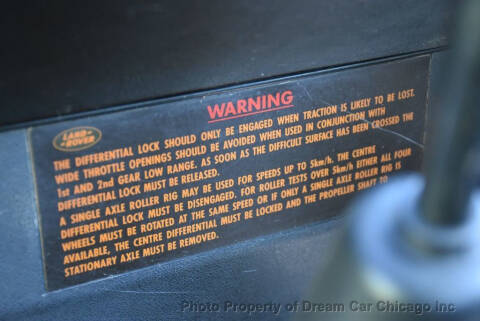 WARNING
LAND-
ROVER
THE DIFFERENTIAL LOCK SHOULD ONLY BE ENGAGED WHEN TRACTION IS LIKELY TO BE LOST.
WIDE THROTTLE OPENINGS SHOULD BE AVOIDED WHEN USED IN CONJUNCTION WITH
1st AND 2nd GEAR LOW RANGE. AS SOON AS THE DIFFICULT SURFACE HAS BEEN CROSSED THE
DIFFERENTIAL LOCK MUST BE RELEASED.
A SINGLE AXLE ROLLER RIG MAY BE USED FOR SPEEDS UP TO 5km/h. THE CENTRE
DIFFERENTIAL LOCK MUST BE DISENGAGED. FOR ROLLER TESTS OVER 5km/h EITHER ALL FOUR
WHEELS MUST BE ROTATED AT THE SAME SPEED OR IF ONLY A SINGLE AXLE ROLLER RIG IS
AVAILABLE, THE CENTRE DIFFERENTIAL MUST BE LOCKED AND THE PROPELLER SHAFT TO
STATIONARY AXLE MUST BE REMOVED.
Photo Property of Dream Car Chicago Inc